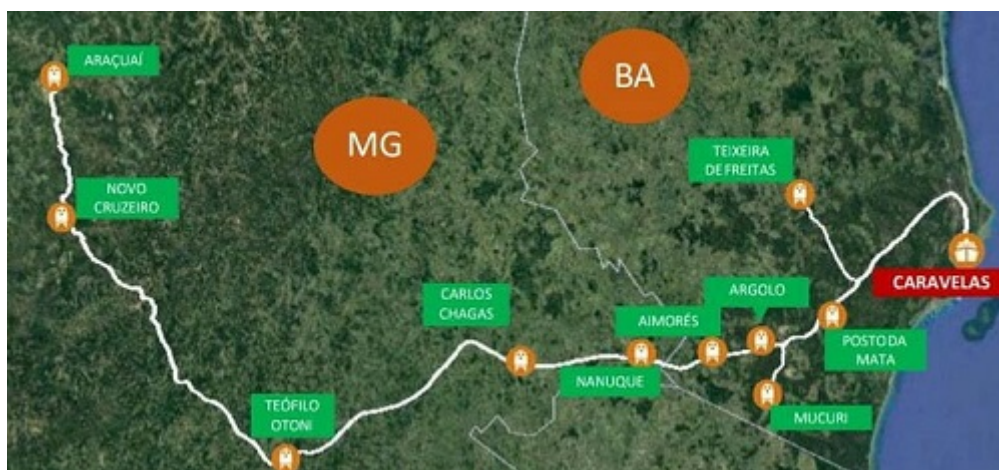 ARAÇUAÍ
BA
MG
TEIXEIRA
DE FREITAS
NOVO
CRUZEIRO
CARAVELAS
CARLOS
CHAGAS
ARGOLO
AIMORÉS
POSTO DA
MATA
NANUQUE
TEÓFILO
OTONI
MUCURI